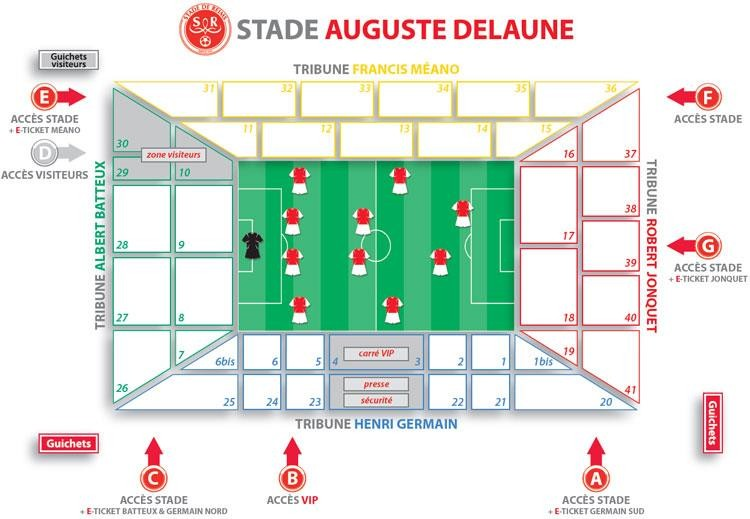 STADE DE REIMS
SR
STADE AUGUSTE DELAUNE
Guichets
visiteurs
TRIBUNE FRANCIS MÉANO
E
ACCÈS STADE
+ E-TICKET MÉANO
D
ACCÈS VISITEURS
F
ACCÈS STADE
31
32
33
34
35
36
11
12
13
14
15
30
zone visiteurs
29
10
28
9
27
8
26
7
TRIBUNE ALBERT BATTEUX
16
37
38
17
39
18
40
19
41
TRIBUNE ROBERT JONQUET
G
ACCÈS STADE
+ E-TICKET JONQUET
6bis
6
5
4
carré VIP
3
2
1
1bis
25
24
23
presse
sécurité
22
21
20
TRIBUNE HENRI GERMAIN
Guichets
Guichets
C
ACCÈS STADE
+ E-TICKET BATTEUX & GERMAIN NORD
B
ACCÈS VIP
A
ACCÈS STADE
+ E-TICKET GERMAIN SUD